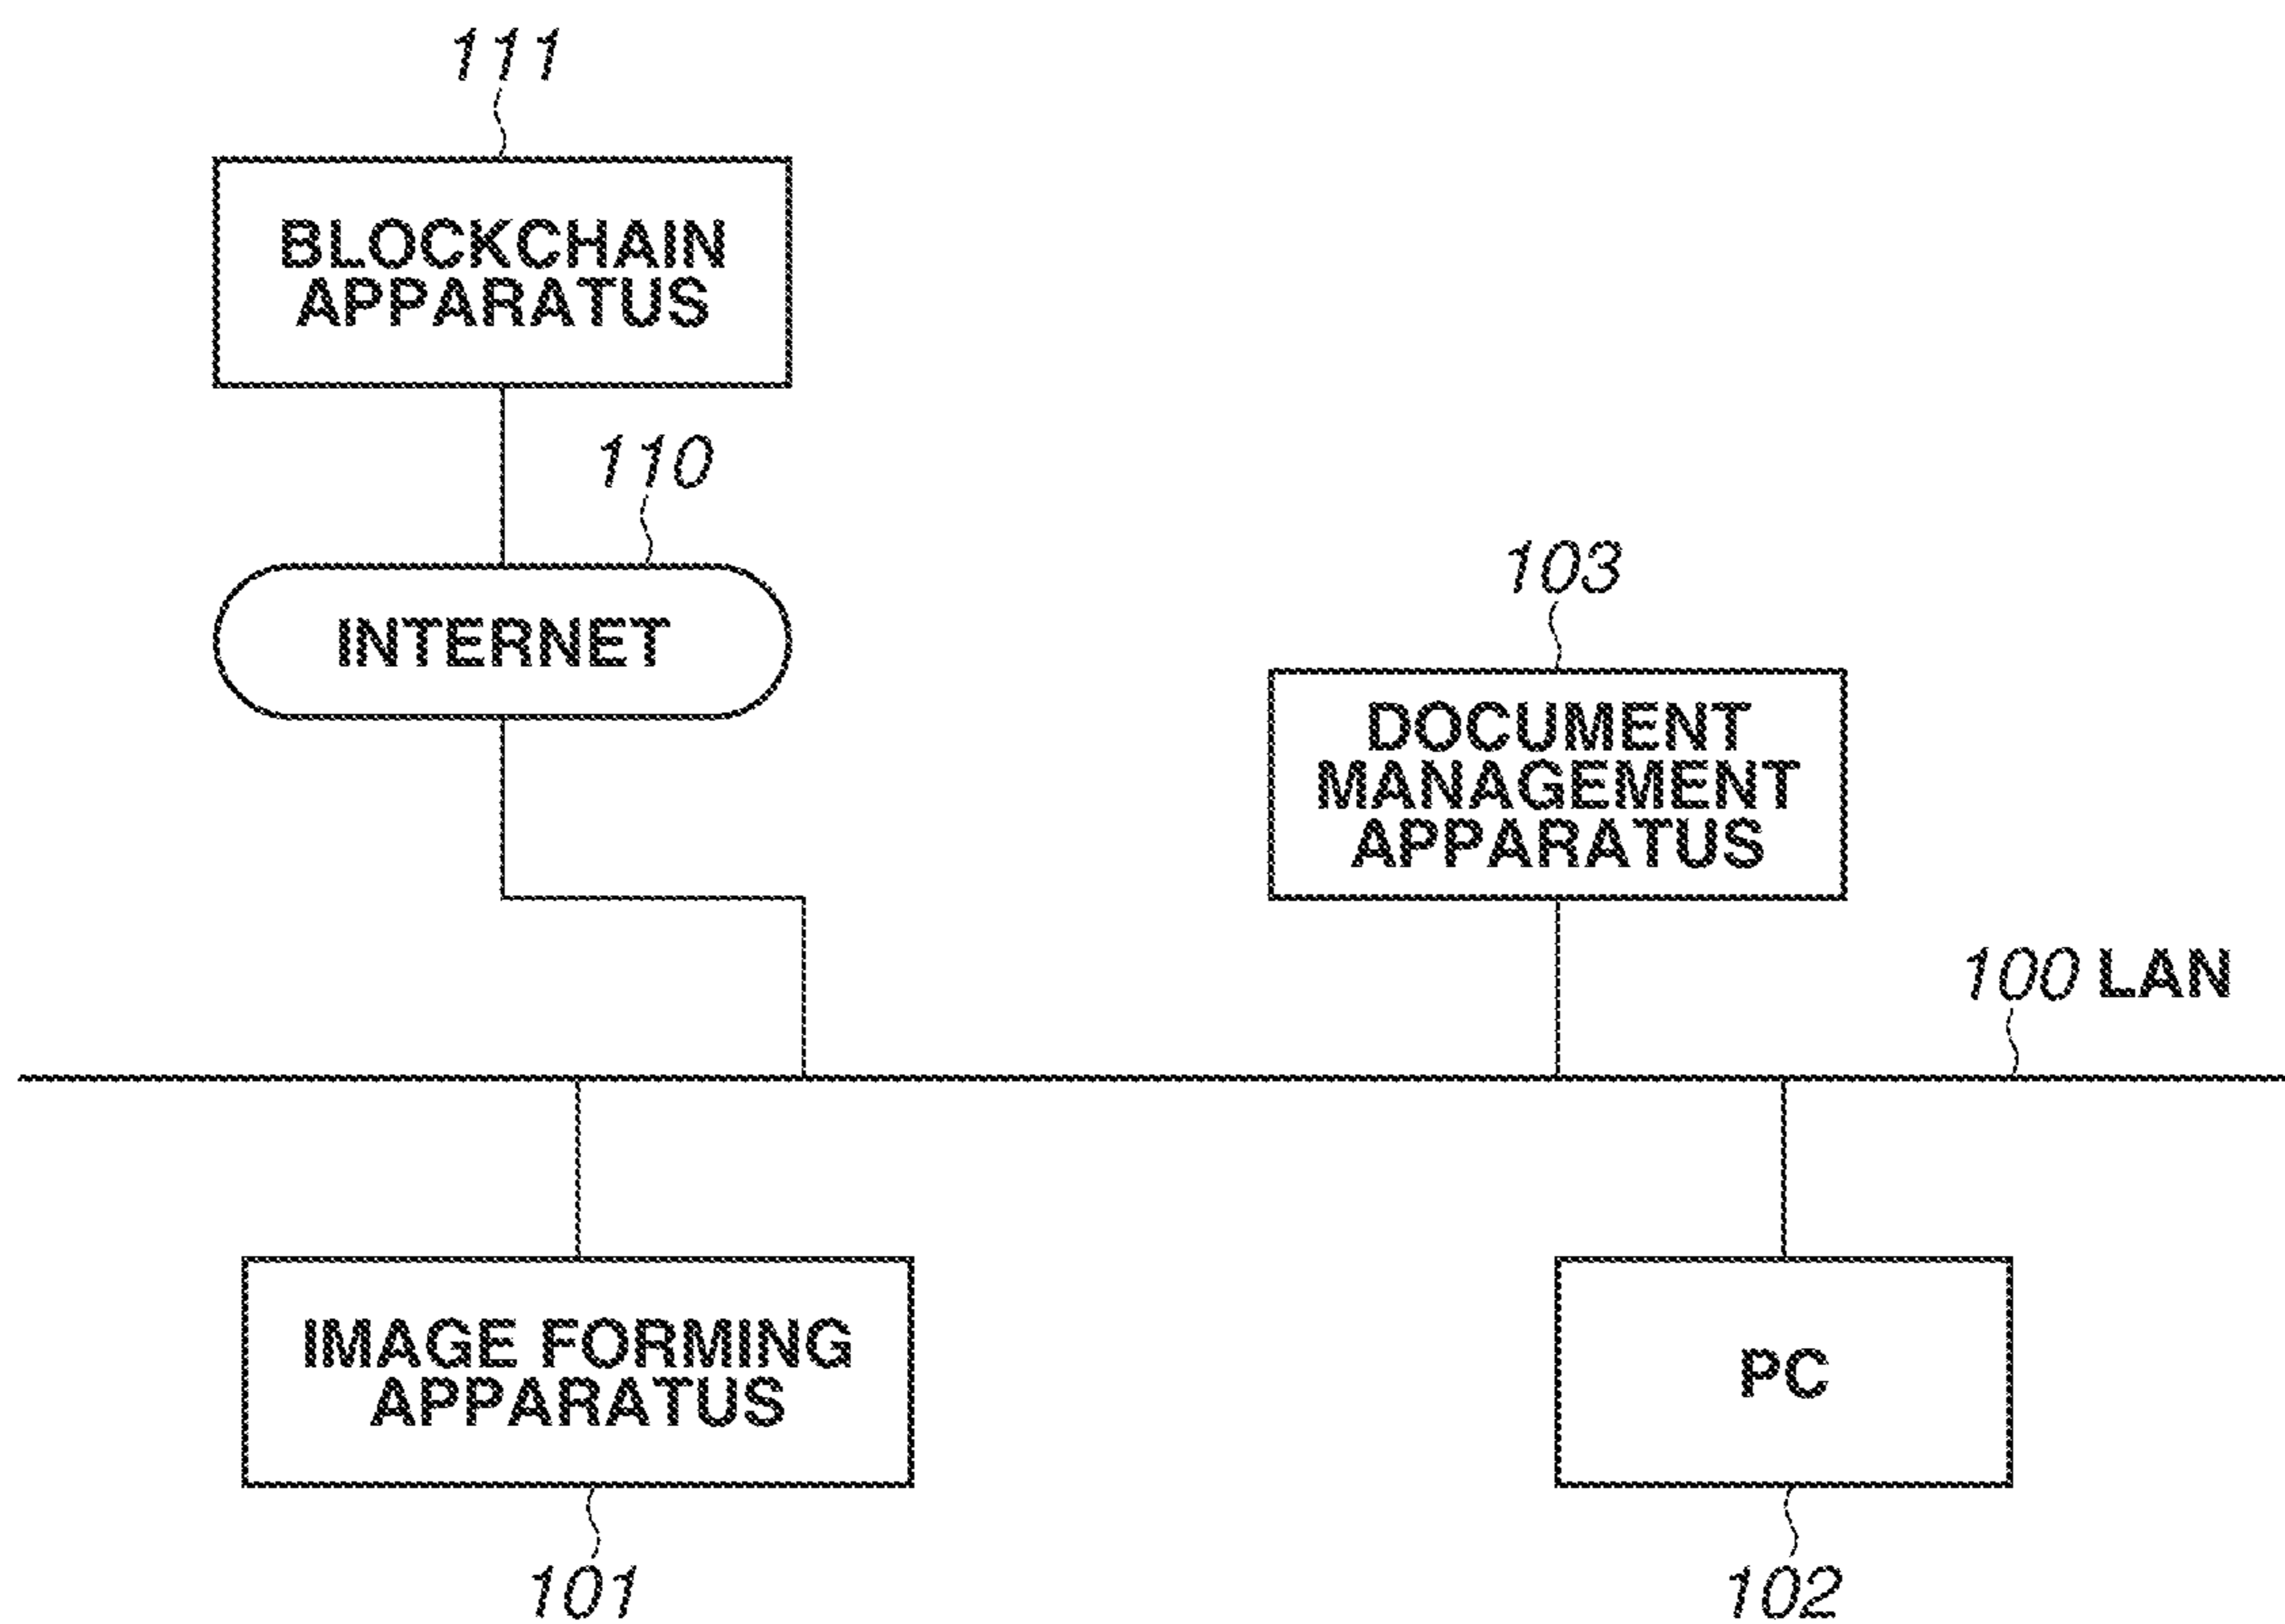 111
BLOCKCHAIN
APPARATUS
110
INTERNET
103
DOCUMENT
MANAGEMENT
APPARATUS
100 LAN
IMAGE FORMING
APPARATUS
PC
101
102